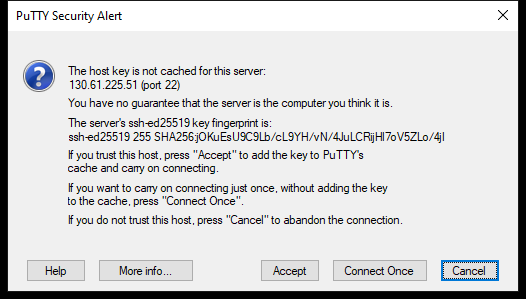 PuTTY Security Alert
The host key is not cached for this server:
130.61.225.51 (port 22)
You have no guarantee that the server is the computer you think it is.
The server's ssh-ed25519 key fingerprint is:
ssh-ed25519 255 SHA256:jOKuEsU9C9Lb/cL9YH/vN/4JuLCRijHI7oV5ZLo/4jI
If you trust this host, press "Accept" to add the key to PuTTY's
cache and carry on connecting.
If you want to carry on connecting just once, without adding the key
to the cache, press "Connect Once".
If you do not trust this host, press "Cancel" to abandon the connection.
Help
More info...
Accept
Connect Once
Cancel